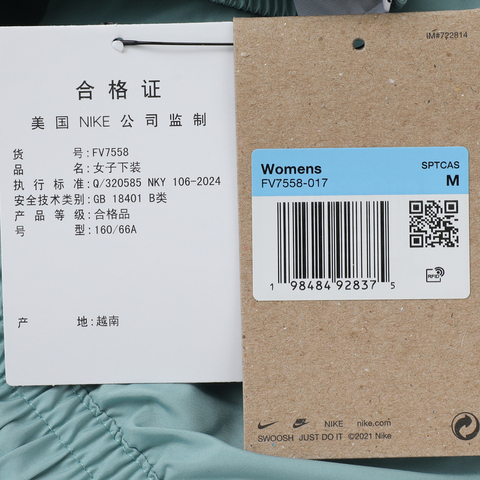 合格证
美国 NIKE 公司监制
货 号:FV7558
品 名:女子下装
执行标准:Q/320585 NKY 106-2024
安全技术类别:GB 18401 B类
产品等级:合格品
号 型:160/66A
产 地:越南
IM#722814
Womens SPTCAS
FV7558-017 M
1 98484 92837 5
RFID
NIKE nike.com
SWOOSH JUST DO IT ©2021 Nike